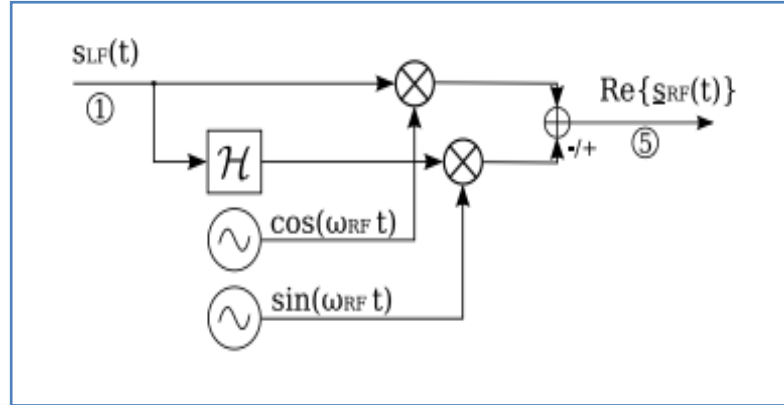 sLF(t)
①
Re{sRF(t)}
⑤
-/+
ℋ
cos(ωRF t)
sin(ωRF t)